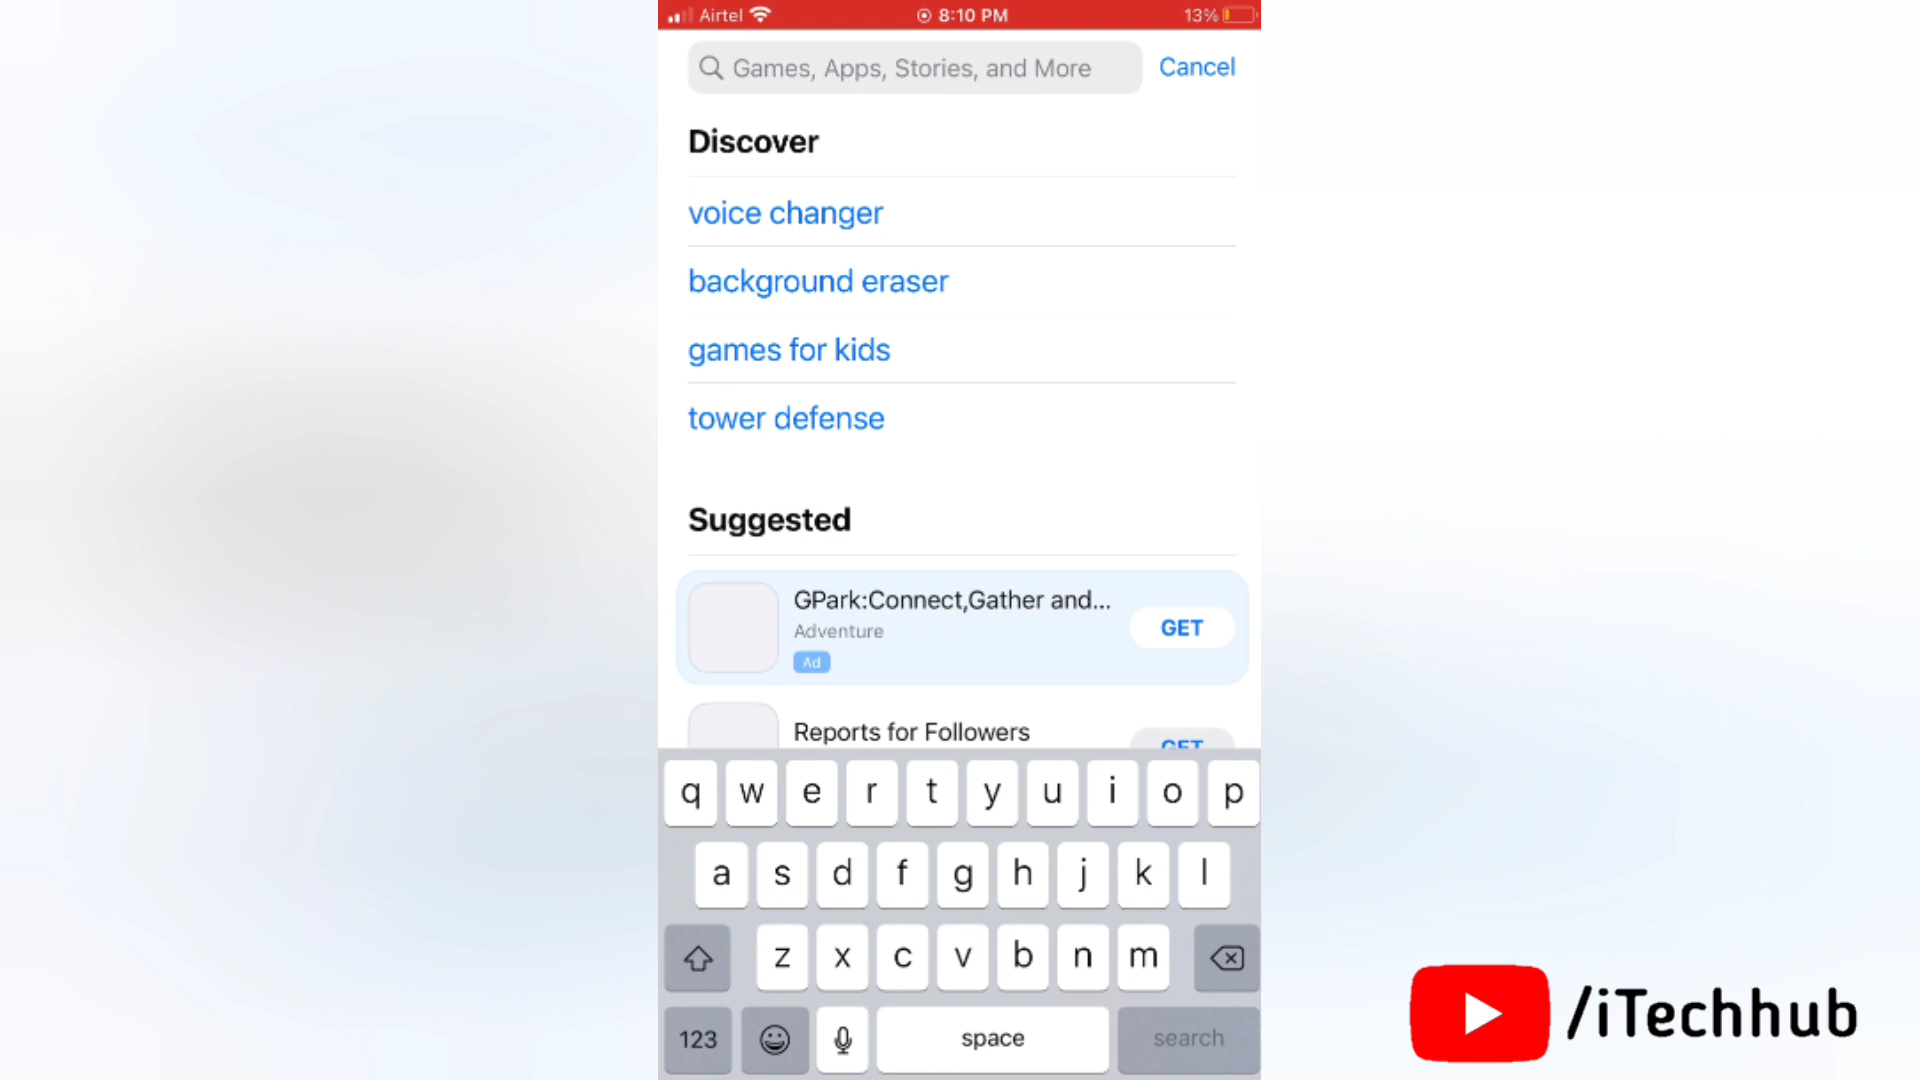 Airtel 8:10 PM 13%
Games, Apps, Stories, and More Cancel
Discover
voice changer
background eraser
games for kids
tower defense
Suggested
GPark:Connect,Gather and...
Adventure
Ad
GET
Reports for Followers
GET
q w e r t y u i o p
a s d f g h j k l
z x c v b n m
123 space search
/iTechhub